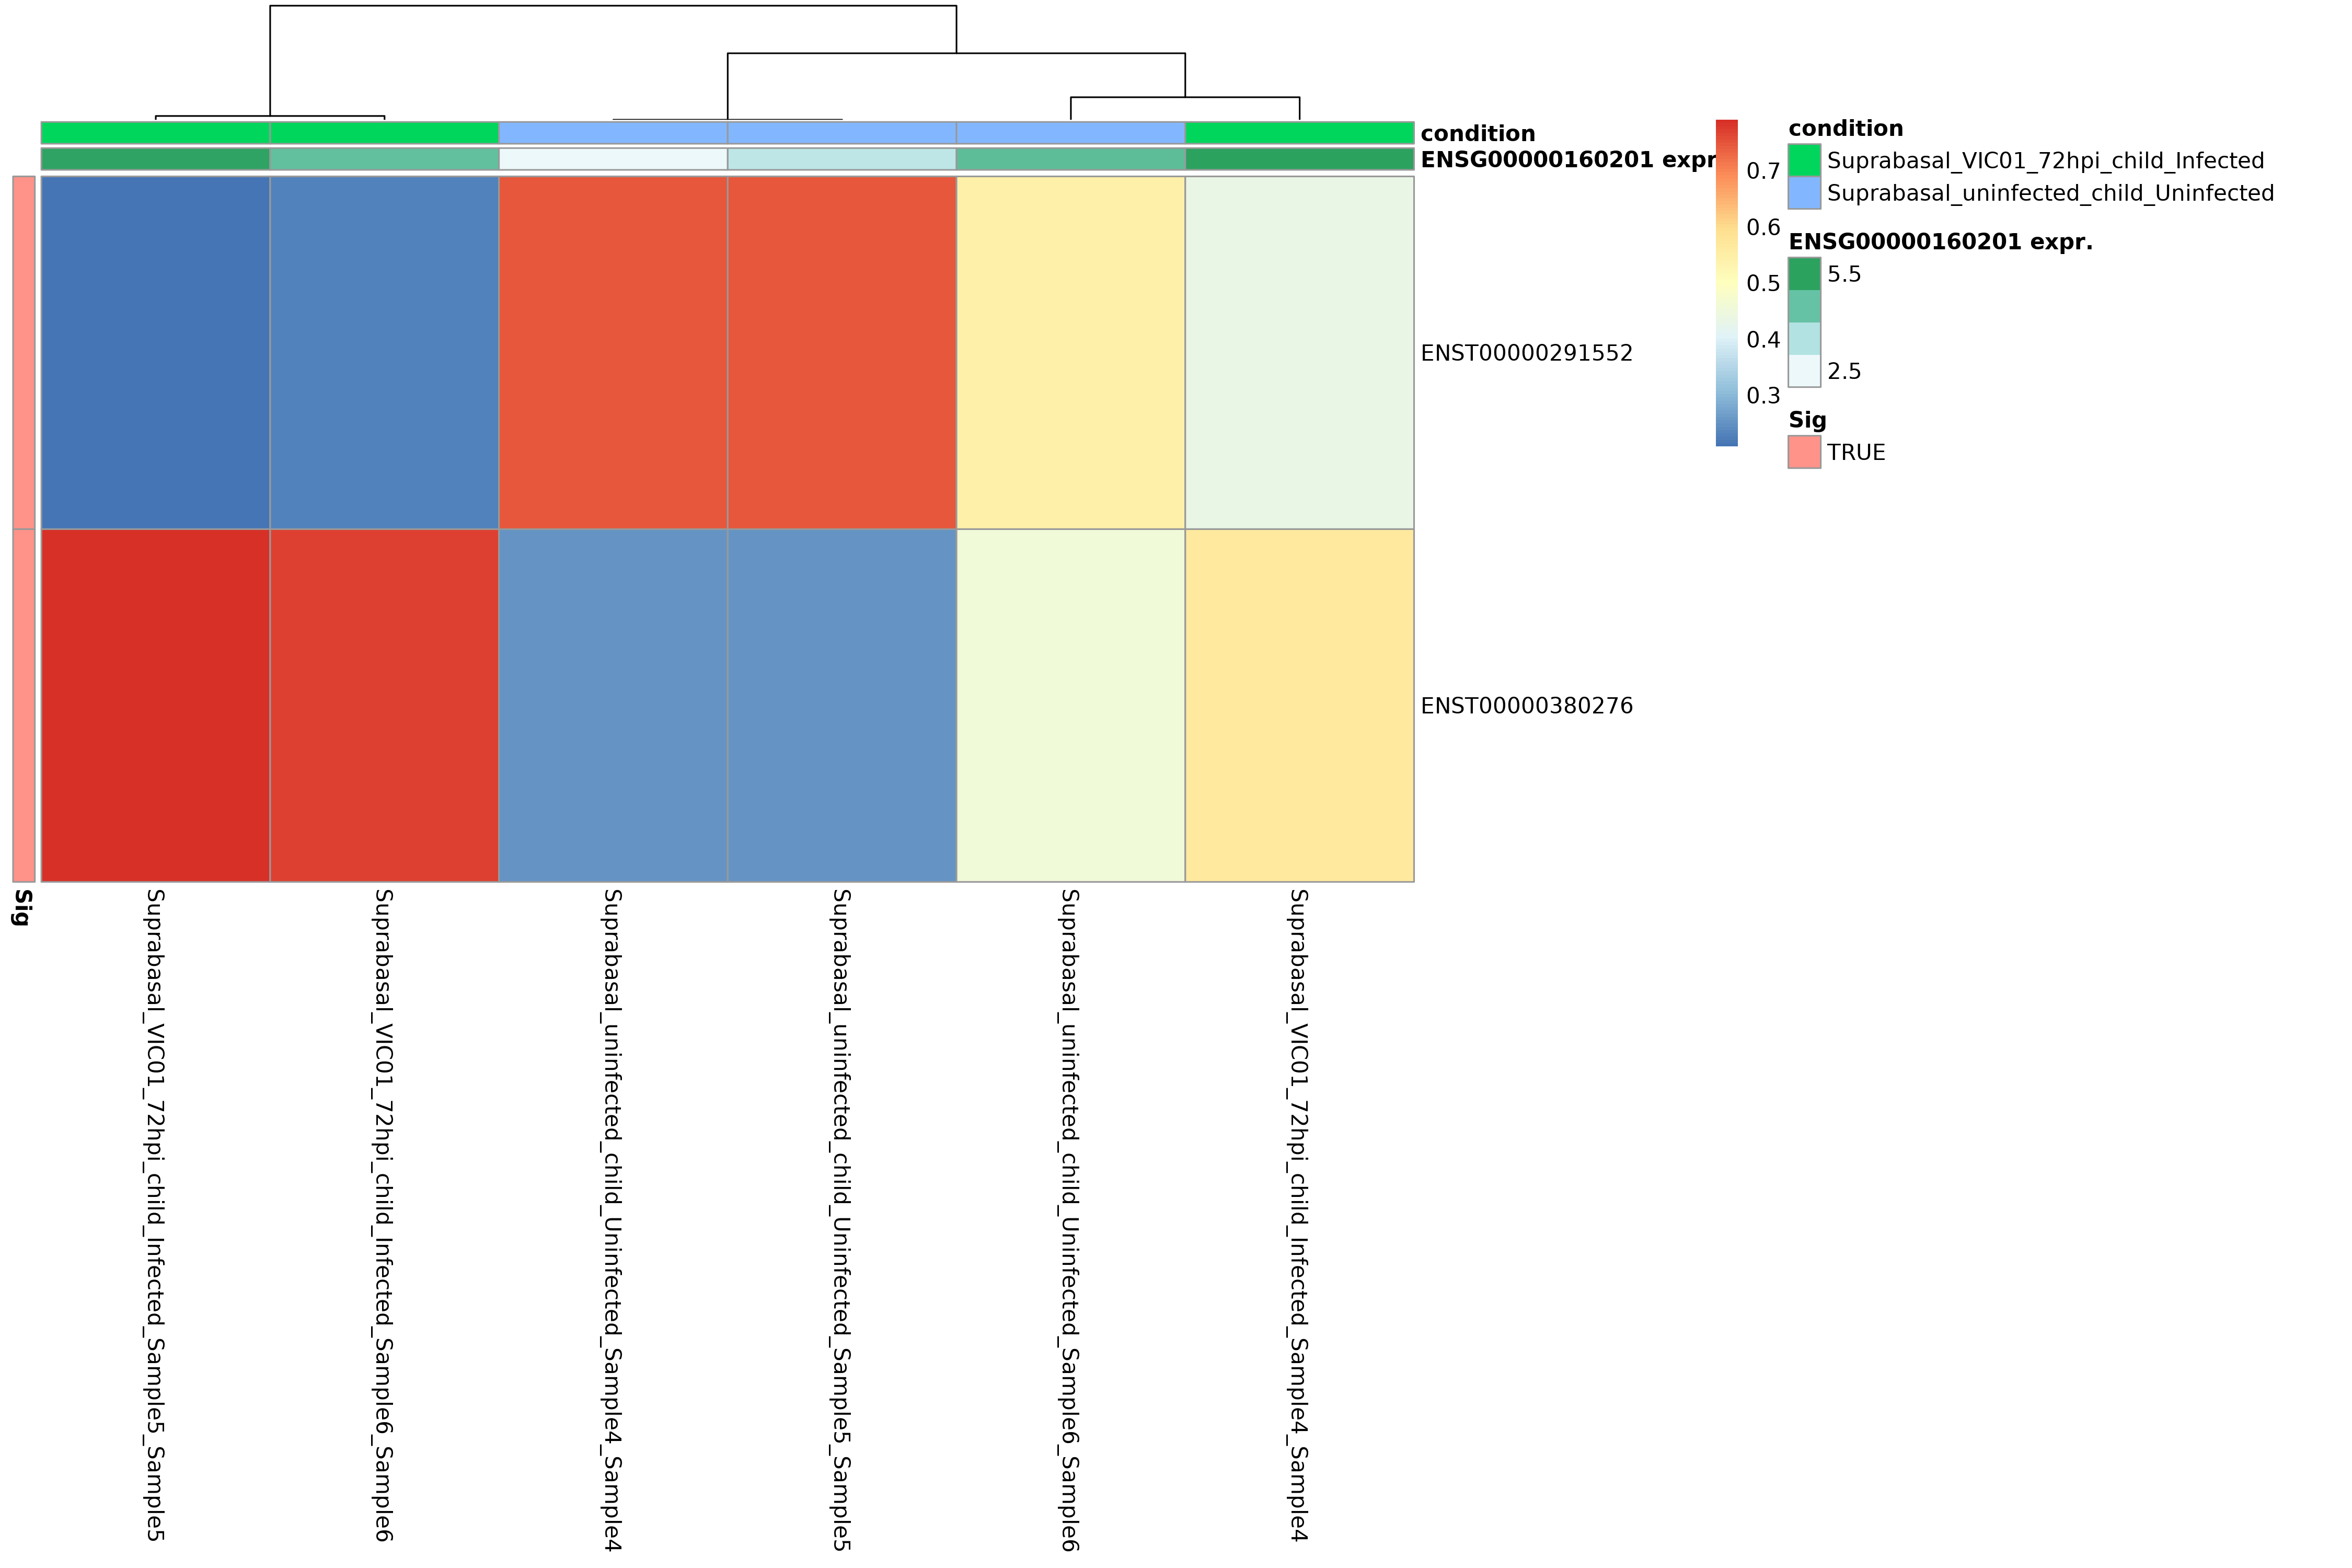 condition
ENSG00000160201 expr
ENST00000291552
ENST00000380276
0.7
0.6
0.5
0.4
0.3
condition
Suprabasal_VIC01_72hpi_child_Infected
Suprabasal_uninfected_child_Uninfected
ENSG00000160201 expr.
5.5
2.5
Sig
TRUE
Sig
Suprabasal_VIC01_72hpi_child_Infected_Sample5_Sample5
Suprabasal_VIC01_72hpi_child_Infected_Sample6_Sample6
Suprabasal_uninfected_child_Uninfected_Sample4_Sample4
Suprabasal_uninfected_child_Uninfected_Sample5_Sample5
Suprabasal_uninfected_child_Uninfected_Sample6_Sample6
Suprabasal_VIC01_72hpi_child_Infected_Sample4_Sample4